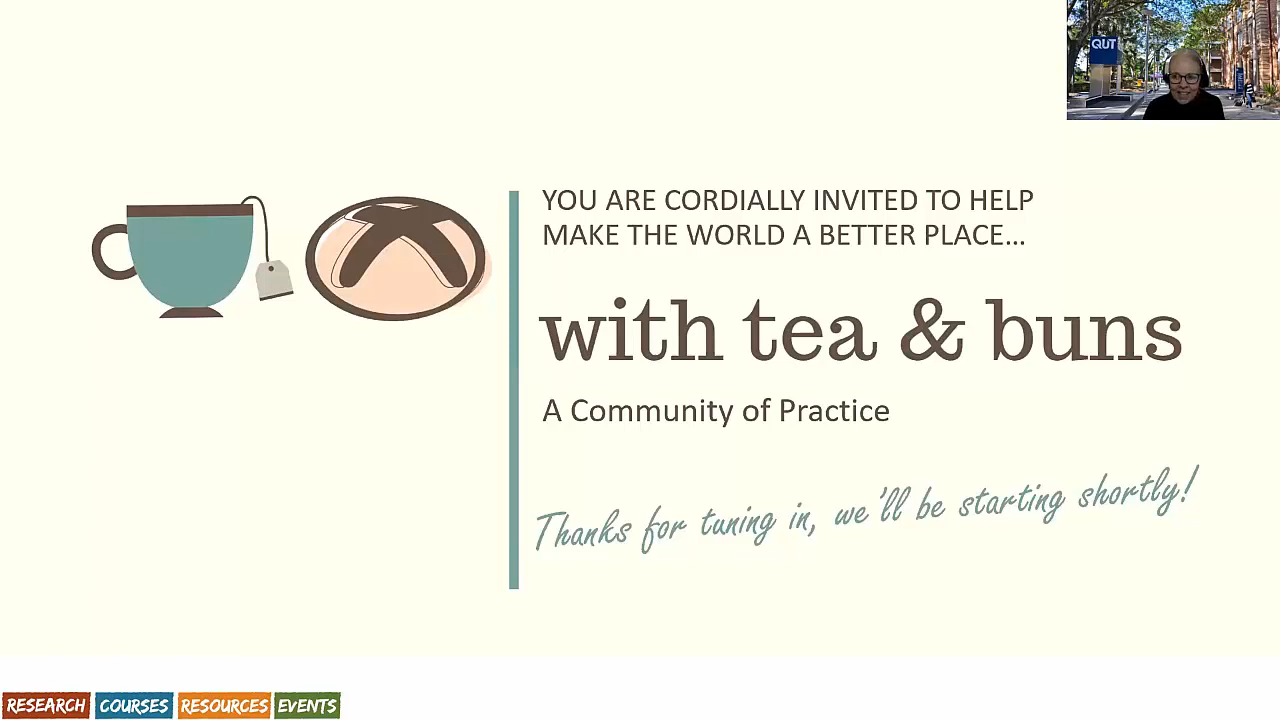 QUT
YOU ARE CORDIALLY INVITED TO HELP
MAKE THE WORLD A BETTER PLACE...
with tea & buns
A Community of Practice
Thanks for tuning in, we'll be starting shortly!
RESEARCH COURSES RESOURCES EVENTS